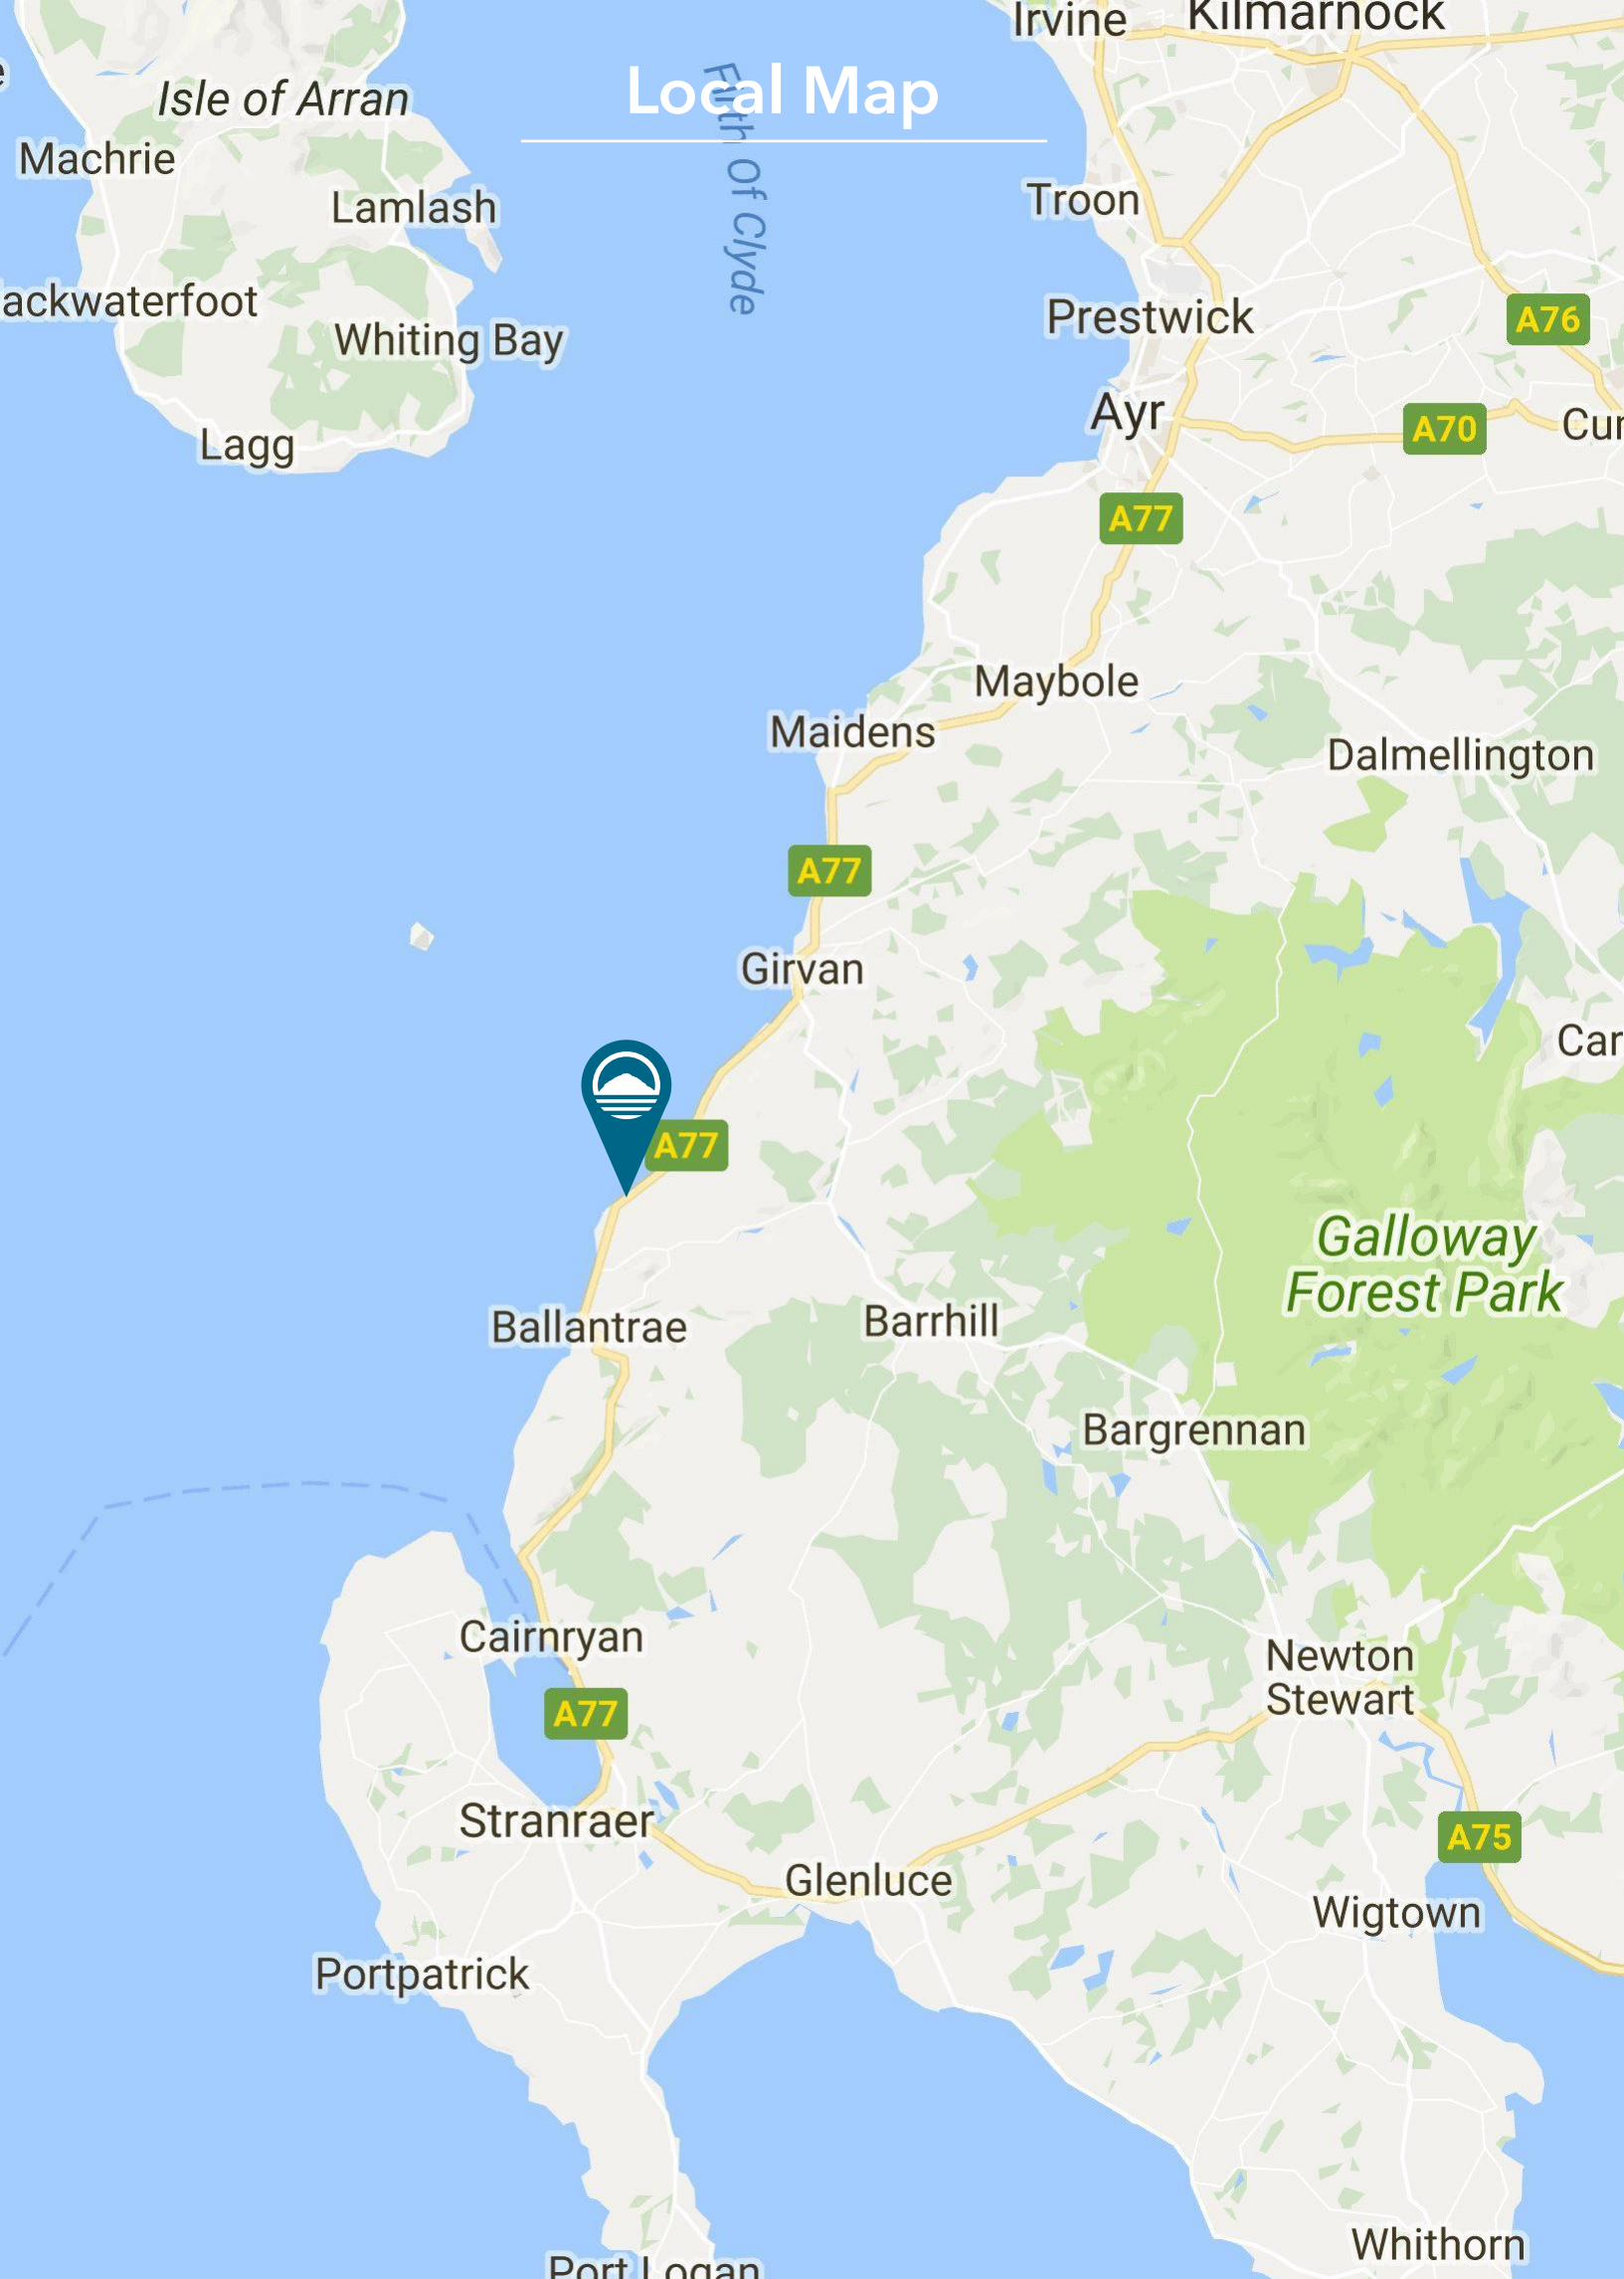 Irvine
Kilmarnock
Local Map
Isle of Arran
Firth Of Clyde
Machrie
Lamlash
Troon
ackwaterfoot
Whiting Bay
Prestwick
A76
Ayr
A70
Cur
Lagg
A77
Maybole
Maidens
Dalmellington
A77
Girvan
Car
A77
Galloway
Forest Park
Ballantrae
Barrhill
Bargrennan
Cairnryan
Newton
Stewart
A77
Stranraer
A75
Glenluce
Wigtown
Portpatrick
Whithorn
Port Logan